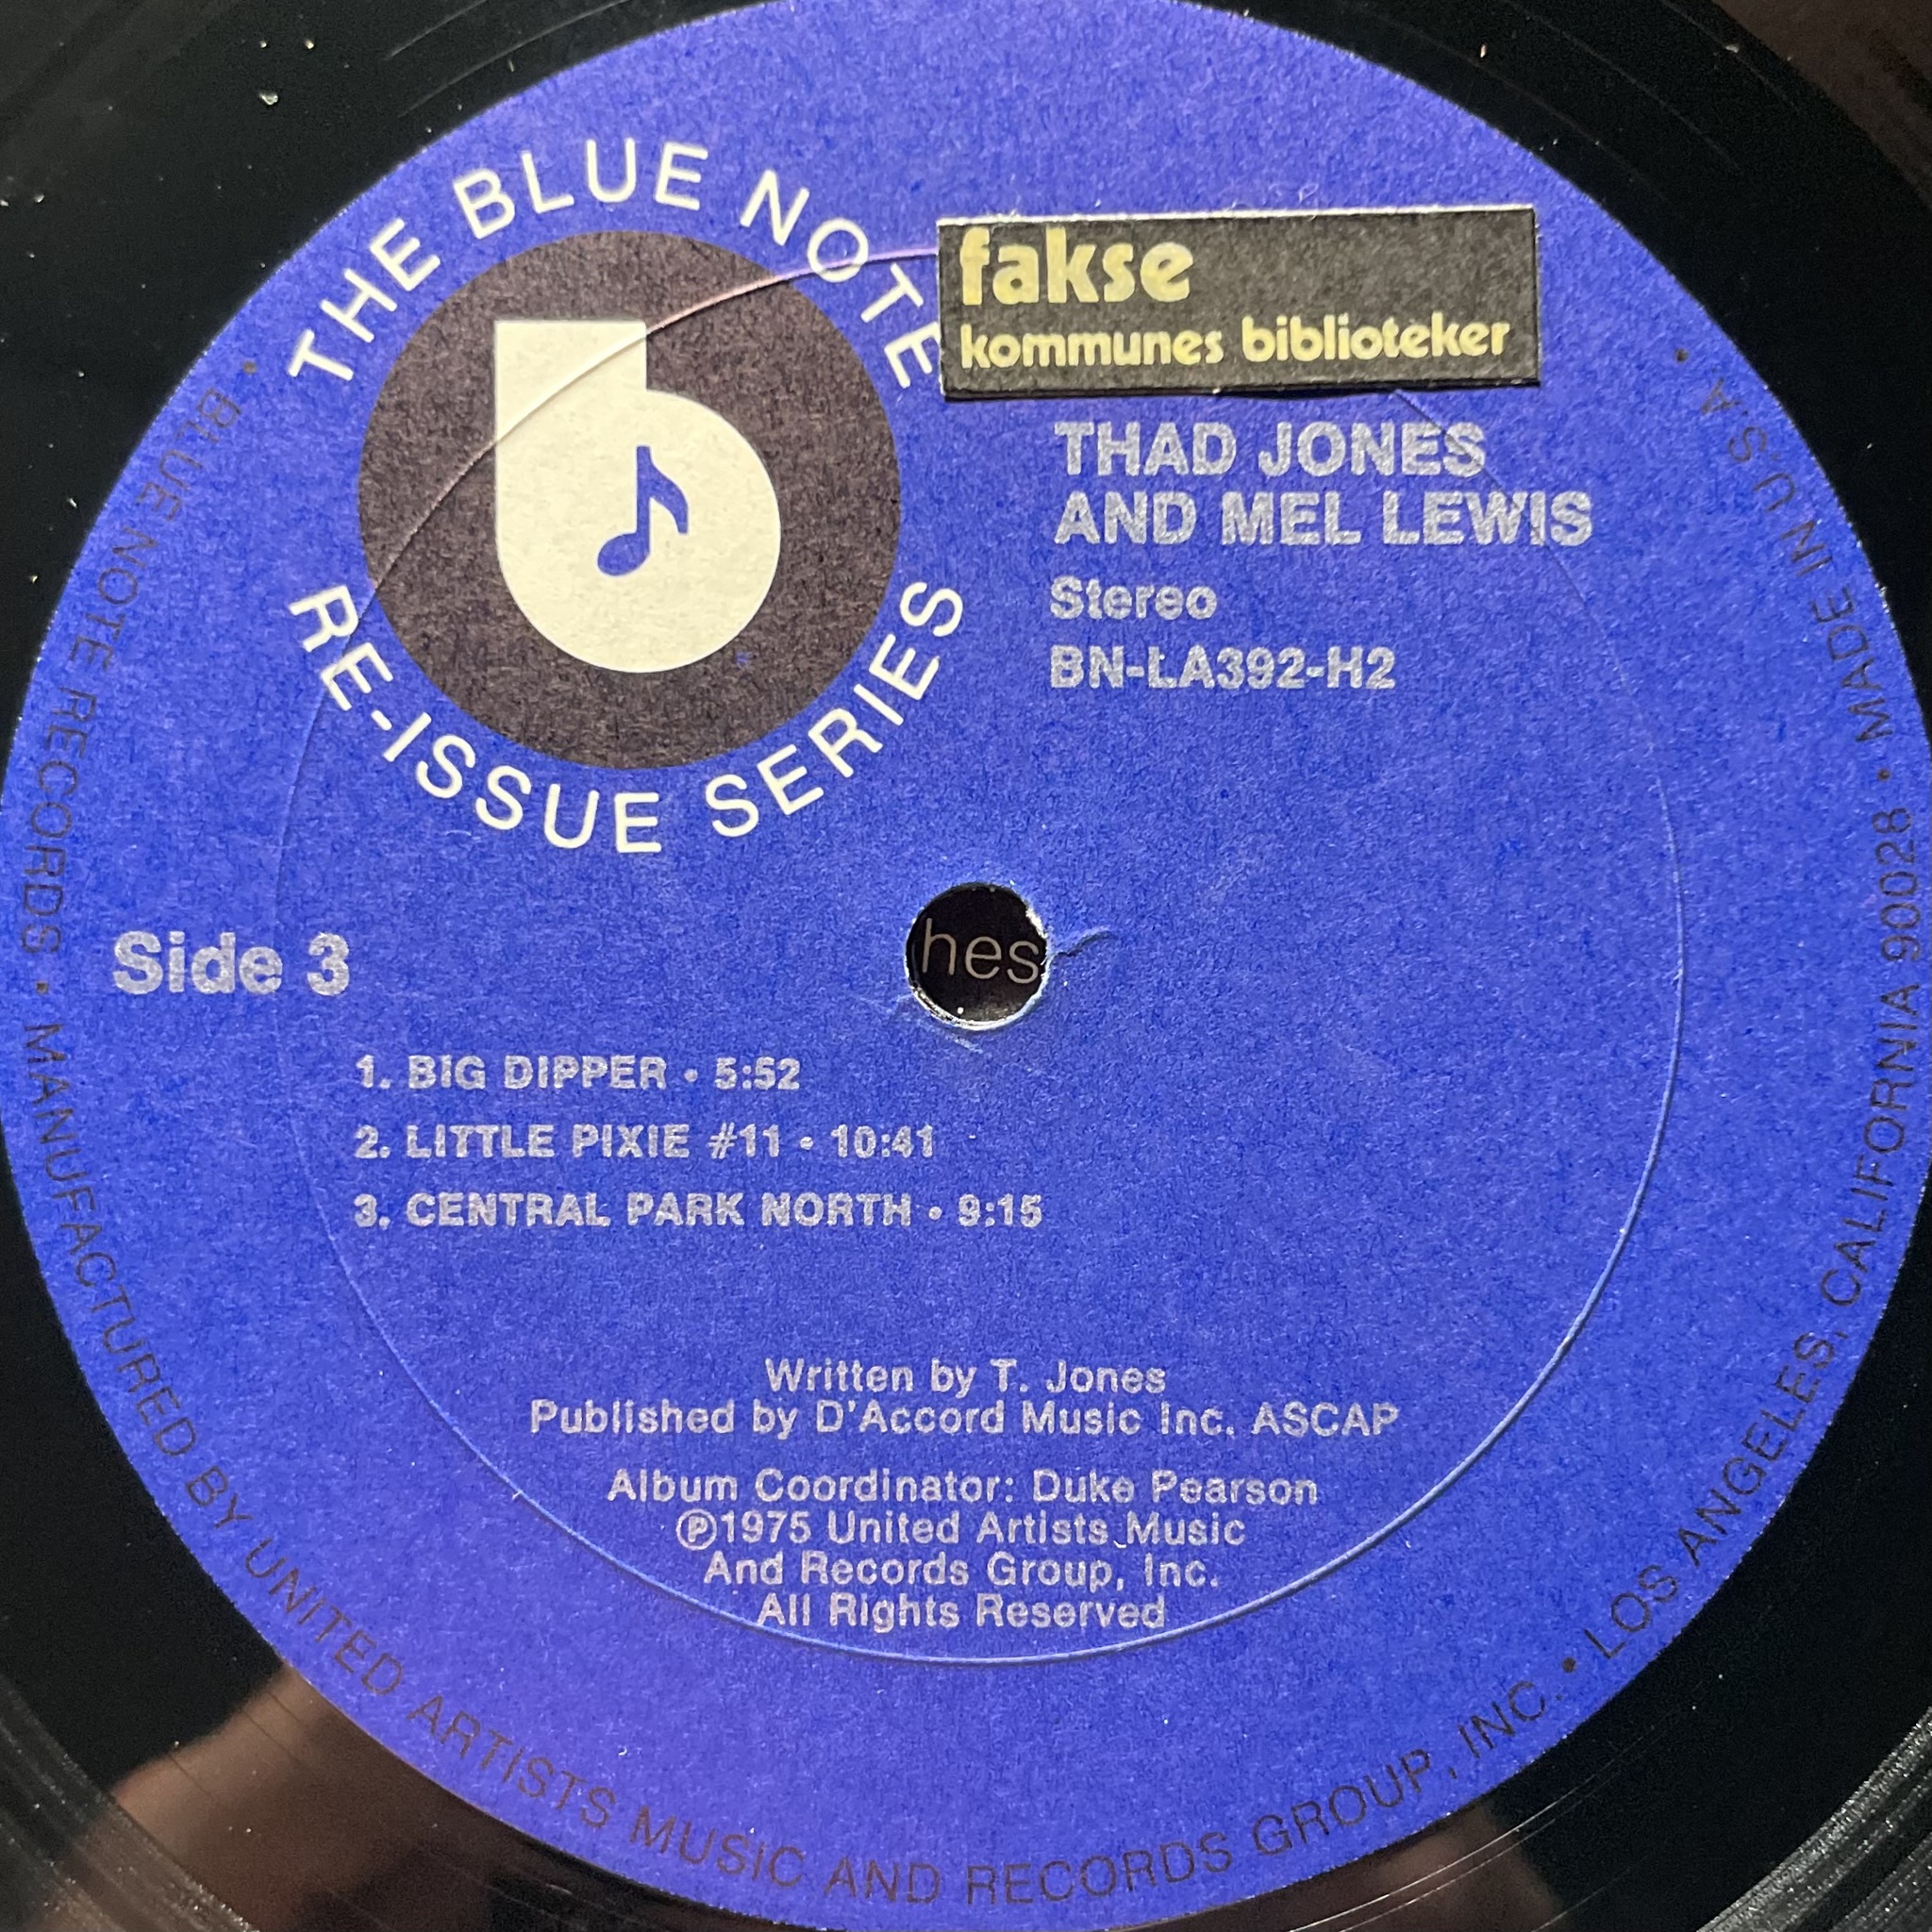 THE BLUE NOTE
RE-ISSUE SERIES
fakse
kommunes biblioteker
THAD JONES
AND MEL LEWIS
Stereo
BN-LA392-H2
hes
Side 3
1. BIG DIPPER • 5:52
2. LITTLE PIXIE #11 • 10:41
3. CENTRAL PARK NORTH • 9:15
Written by T. Jones
Published by D'Accord Music Inc. ASCAP
Album Coordinator: Duke Pearson
℗1975 United Artists Music
And Records Group, Inc.
All Rights Reserved
• BLUE NOTE RECORDS • MANUFACTURED BY UNITED ARTISTS MUSIC AND RECORDS GROUP, INC. • LOS ANGELES, CALIFORNIA 90028 • MADE IN U.S.A. •